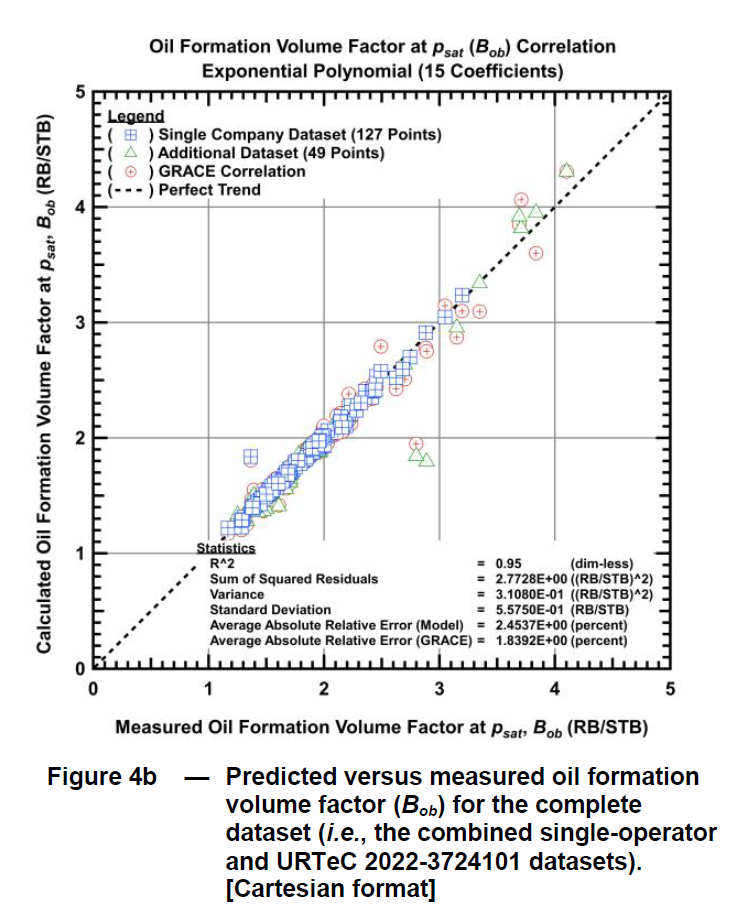 Oil Formation Volume Factor at psat (Bob) Correlation
Exponential Polynomial (15 Coefficients)
Calculated Oil Formation Volume Factor at psat, Bob (RB/STB)
5
4
3
2
1
0
Legend
( ) Single Company Dataset (127 Points)
( ) Additional Dataset (49 Points)
( ) GRACE Correlation
(---) Perfect Trend
Statistics
R^2 = 0.95 (dim-less)
Sum of Squared Residuals = 2.7728E+00 ((RB/STB)^2)
Variance = 3.1080E-01 ((RB/STB)^2)
Standard Deviation = 5.5750E-01 (RB/STB)
Average Absolute Relative Error (Model) = 2.4537E+00 (percent)
Average Absolute Relative Error (GRACE) = 1.8392E+00 (percent)
0 1 2 3 4 5
Measured Oil Formation Volume Factor at psat, Bob (RB/STB)
Figure 4b — Predicted versus measured oil formation
volume factor (Bob) for the complete
dataset (i.e., the combined single-operator
and URTeC 2022-3724101 datasets).
[Cartesian format]